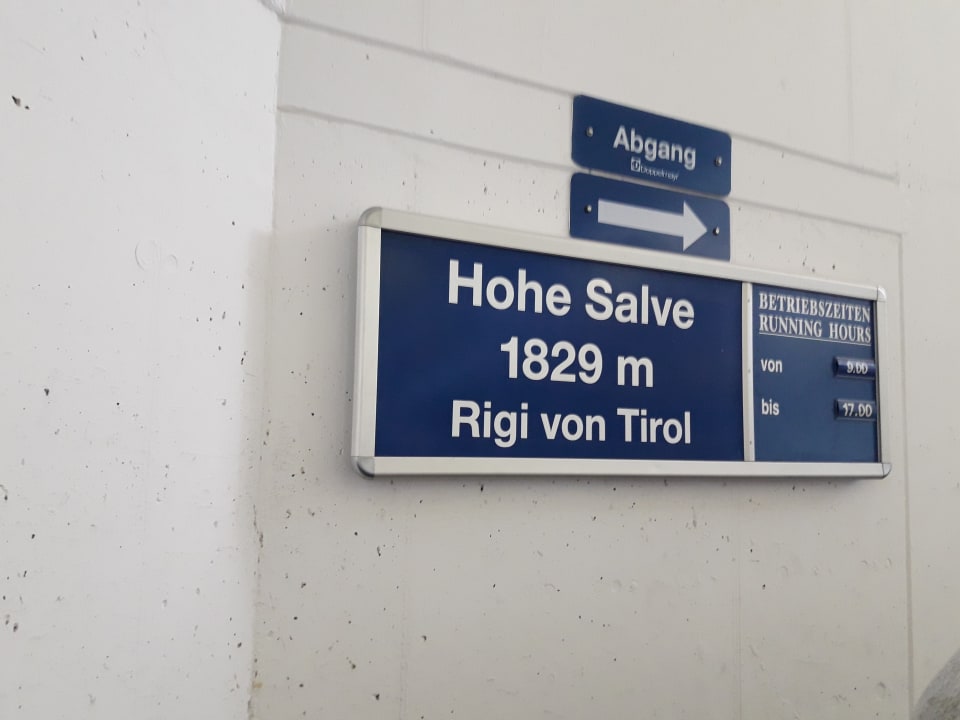 Abgang
Doppelmayr
Hohe Salve
1829 m
Rigi von Tirol
BETRIEBSZEITEN
RUNNING HOURS
von 9.00
bis 17.00